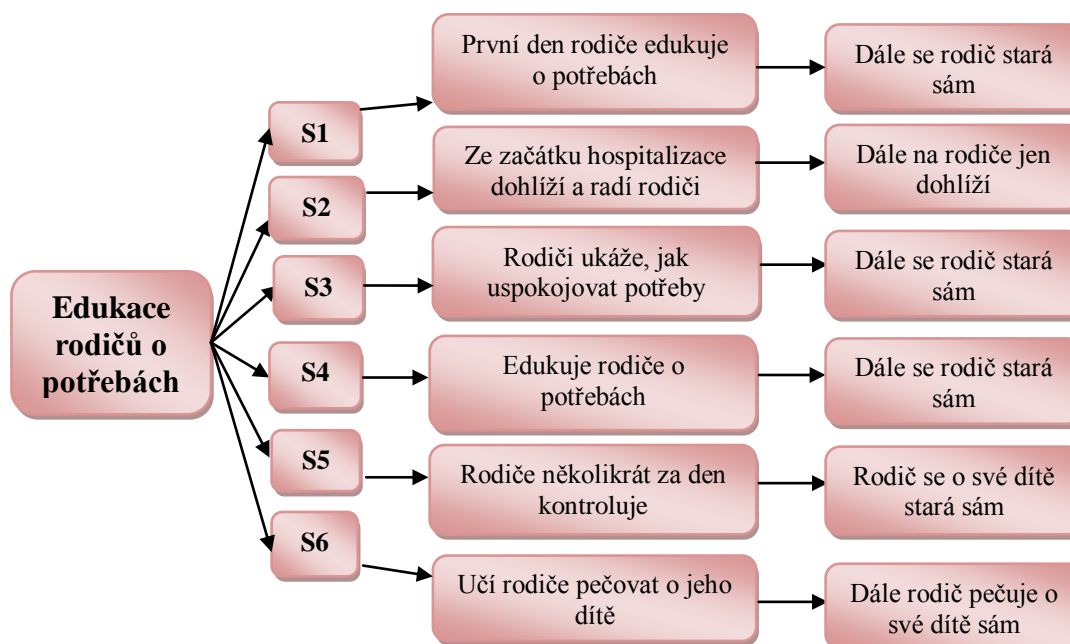 Edukace
rodičů o
potřebách
S1
První den rodiče edukuje
o potřebách
Dále se rodič stará
sám
S2
Ze začátku hospitalizace
dohlíží a radí rodiči
Dále na rodiče jen
dohlíží
S3
Rodiči ukáže, jak
uspokojovat potřeby
Dále se rodič stará
sám
S4
Edukuje rodiče o
potřebách
Dále se rodič stará
sám
S5
Rodiče několikrát za den
kontroluje
Rodič se o své dítě
stará sám
S6
Učí rodiče pečovat o jeho
dítě
Dále rodič pečuje o
své dítě sám